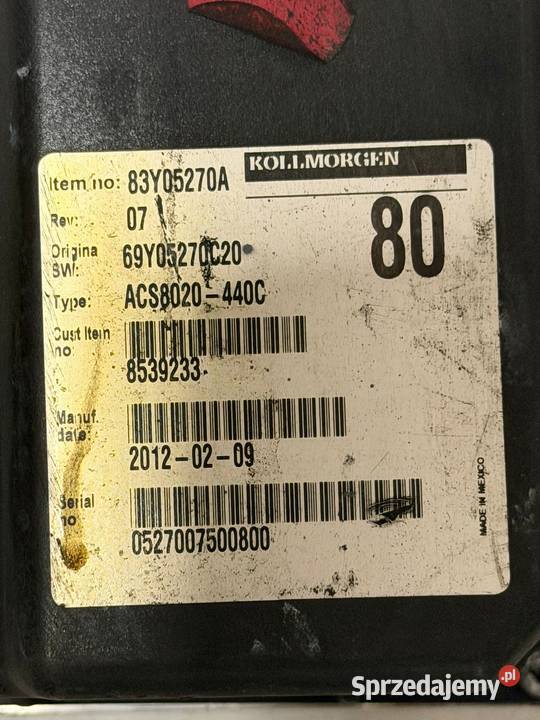 KOLLMORGEN
Item no: 83Y05270A
Rev: 07
80
Origina SW: 69Y05270C20
Type: ACS8020-440C
Cust Item no: 8539233
Manuf. date: 2012-02-09
Serial no 0527007500800
MADE IN MEXICO
Sprzedajemy.pl